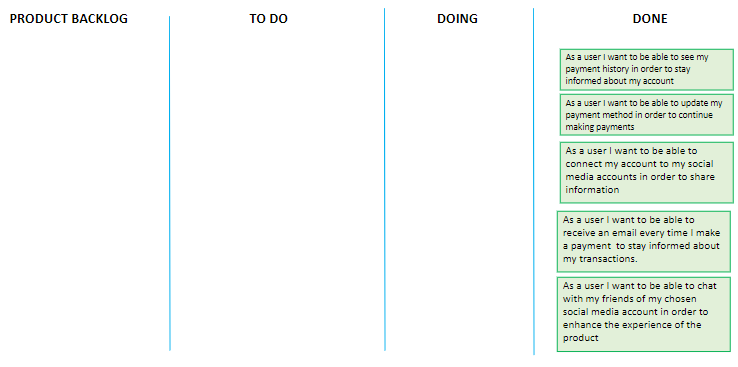 PRODUCT BACKLOG
TO DO
DOING
DONE
As a user I want to be able to see my
payment history in order to stay
informed about my account
As a user I want to be able to update my
payment method in order to continue
making payments
As a user I want to be able to
connect my account to my social
media accounts in order to share
information
As a user I want to be able to
receive an email every time I make
a payment to stay informed about
my transactions.
As a user I want to be able to chat
with my friends of my chosen
social media account in order to
enhance the experience of the
product